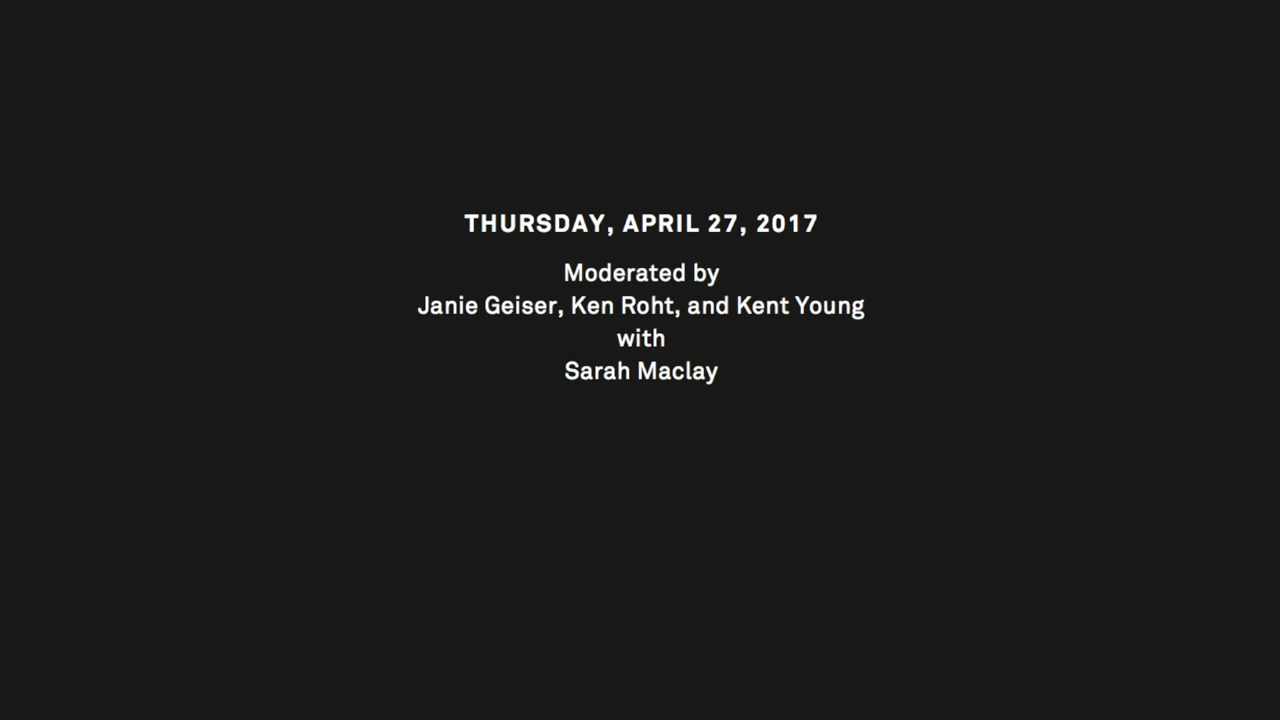 THURSDAY, APRIL 27, 2017
Moderated by
Janie Geiser, Ken Roht, and Kent Young
with
Sarah Maclay